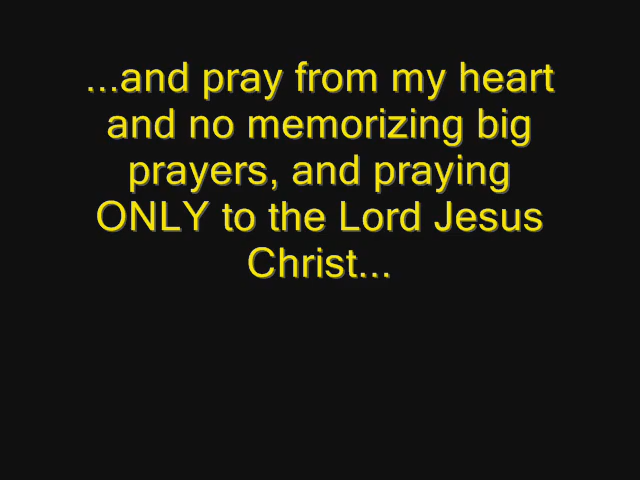 ...and pray from my heart
and no memorizing big
prayers, and praying
ONLY to the Lord Jesus
Christ...